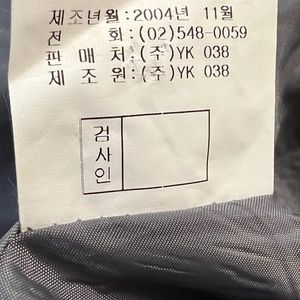 제조년월:2004년 11월
전 화:(02)548-0059
판 매 처:(주)YK 038
제 조 원:(주)YK 038
검
사
인